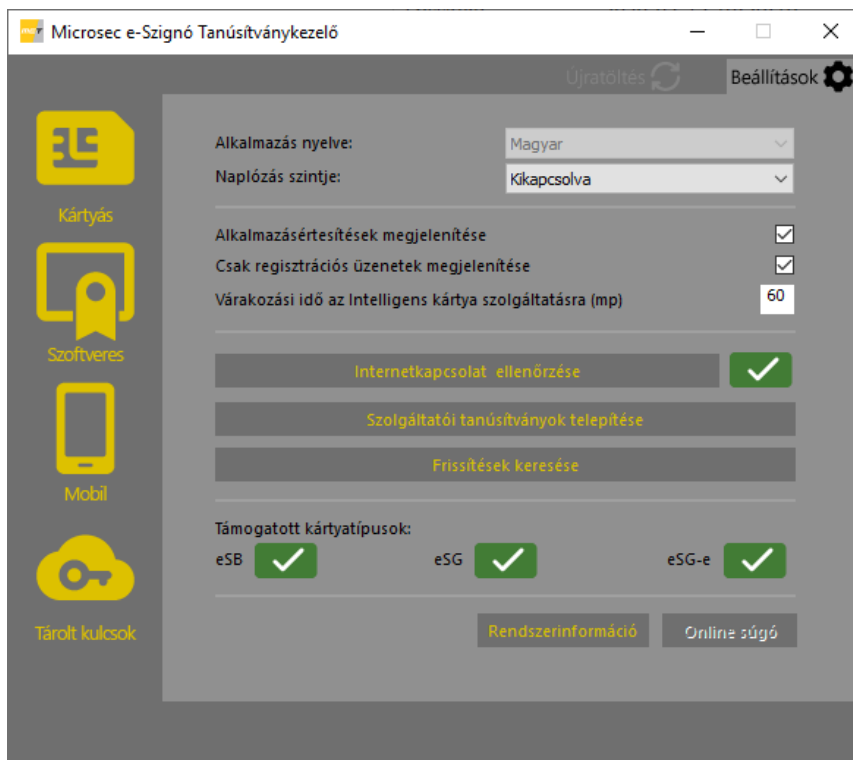 Microsec e-Szignó Tanúsítványkezelő
Újratöltés
Beállítások
Kártyás
Szoftveres
Mobil
Tárolt kulcsok
Alkalmazás nyelve:
Magyar
Naplózás szintje:
Kikapcsolva
Alkalmazásértesítések megjelenítése
Csak regisztrációs üzenetek megjelenítése
Várakozási idő az Intelligens kártya szolgáltatásra (mp)
60
Internetkapcsolat ellenőrzése
Szolgáltatói tanúsítványok telepítése
Frissítések keresése
Támogatott kártyatípusok:
eSB
eSG
eSG-e
Rendszerinformáció
Online súgó